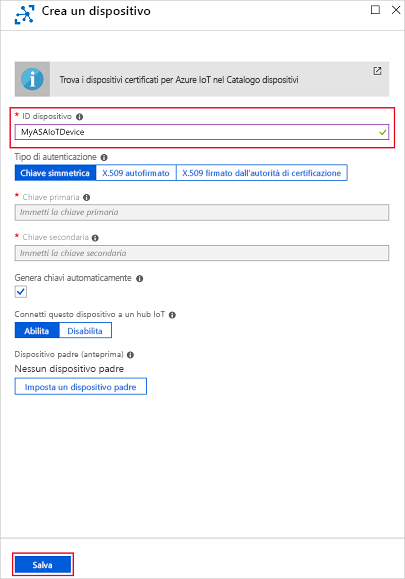 Crea un dispositivo
Trova i dispositivi certificati per Azure IoT nel Catalogo dispositivi
* ID dispositivo
MyASAIoTDevice
Tipo di autenticazione
Chiave simmetrica X.509 autofirmato X.509 firmato dall'autorità di certificazione
* Chiave primaria
Immetti la chiave primaria
* Chiave secondaria
Immetti la chiave secondaria
Genera chiavi automaticamente
Connetti questo dispositivo a un hub IoT
Abilita Disabilita
Dispositivo padre (anteprima)
Nessun dispositivo padre
Imposta un dispositivo padre
Salva